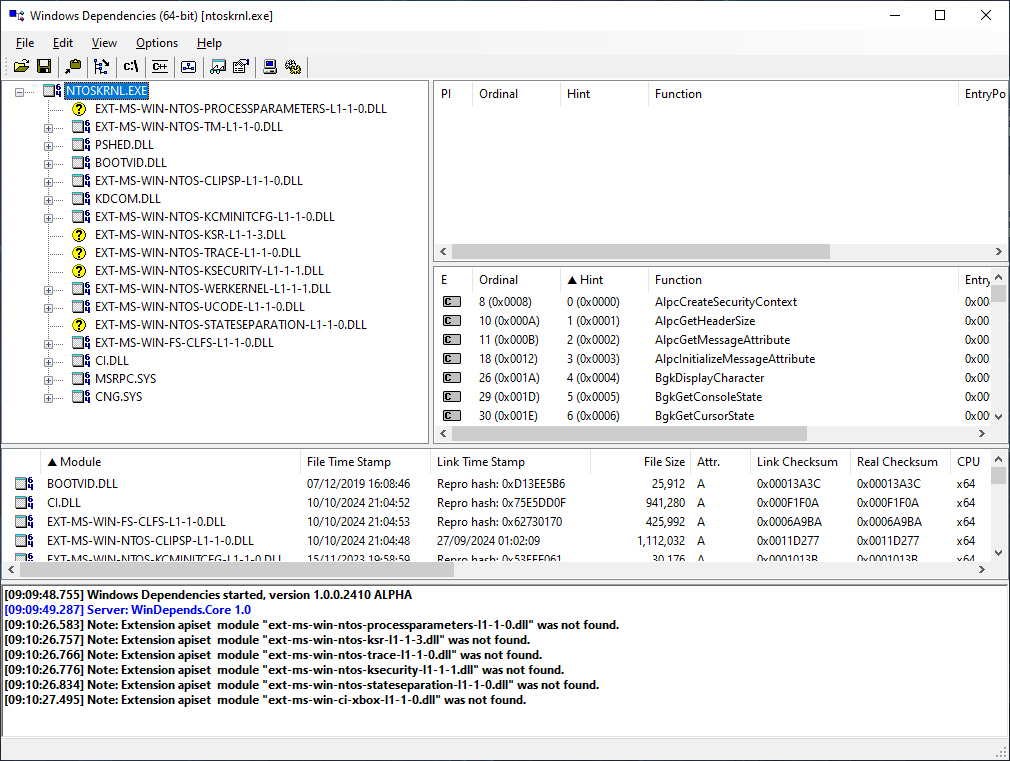 Windows Dependencies (64-bit) [ntoskrnl.exe]
File Edit View Options Help
C:\ C++
NTOSKRNL.EXE
EXT-MS-WIN-NTOS-PROCESSPARAMETERS-L1-1-0.DLL
EXT-MS-WIN-NTOS-TM-L1-1-0.DLL
PSHED.DLL
BOOTVID.DLL
EXT-MS-WIN-NTOS-CLIPSP-L1-1-0.DLL
KDCOM.DLL
EXT-MS-WIN-NTOS-KCMINITCFG-L1-1-0.DLL
EXT-MS-WIN-NTOS-KSR-L1-1-3.DLL
EXT-MS-WIN-NTOS-TRACE-L1-1-0.DLL
EXT-MS-WIN-NTOS-KSECURITY-L1-1-1.DLL
EXT-MS-WIN-NTOS-WERKERNEL-L1-1-1.DLL
EXT-MS-WIN-NTOS-UCODE-L1-1-0.DLL
EXT-MS-WIN-NTOS-STATESEPARATION-L1-1-0.DLL
EXT-MS-WIN-FS-CLFS-L1-1-0.DLL
CI.DLL
MSRPC.SYS
CNG.SYS
PI Ordinal Hint Function EntryPo
E Ordinal Hint Function Entry
C 8 (0x0008) 0 (0x0000) AlpcCreateSecurityContext 0x00
C 10 (0x000A) 1 (0x0001) AlpcGetHeaderSize 0x00
C 11 (0x000B) 2 (0x0002) AlpcGetMessageAttribute 0x00
C 18 (0x0012) 3 (0x0003) AlpcInitializeMessageAttribute 0x00
C 26 (0x001A) 4 (0x0004) BgkDisplayCharacter 0x00
C 29 (0x001D) 5 (0x0005) BgkGetConsoleState 0x00
C 30 (0x001E) 6 (0x0006) BgkGetCursorState 0x00
Module File Time Stamp Link Time Stamp File Size Attr. Link Checksum Real Checksum CPU
BOOTVID.DLL 07/12/2019 16:08:46 Repro hash: 0xD13EE5B6 25,912 A 0x00013A3C 0x00013A3C x64
CI.DLL 10/10/2024 21:04:52 Repro hash: 0x75E5DD0F 941,280 A 0x000F1F0A 0x000F1F0A x64
EXT-MS-WIN-FS-CLFS-L1-1-0.DLL 10/10/2024 21:04:53 Repro hash: 0x62730170 425,992 A 0x0006A9BA 0x0006A9BA x64
EXT-MS-WIN-NTOS-CLIPSP-L1-1-0.DLL 10/10/2024 21:04:48 27/09/2024 01:02:09 1,112,032 A 0x0011D277 0x0011D277 x64
EXT-MS-WIN-NTOS-KCMINITCFG-L1-1-0.DLL 15/11/2023 19:58:59 Repro hash: 0x53FFF061 30,176 A 0x0001013B 0x0001013B x64
[09:09:48.755] Windows Dependencies started, version 1.0.0.2410 ALPHA
[09:09:49.287] Server: WinDepends.Core 1.0
[09:10:26.583] Note: Extension apiset  module "ext-ms-win-ntos-processparameters-l1-1-0.dll" was not found.
[09:10:26.757] Note: Extension apiset  module "ext-ms-win-ntos-ksr-l1-1-3.dll" was not found.
[09:10:26.766] Note: Extension apiset  module "ext-ms-win-ntos-trace-l1-1-0.dll" was not found.
[09:10:26.776] Note: Extension apiset  module "ext-ms-win-ntos-ksecurity-l1-1-1.dll" was not found.
[09:10:26.834] Note: Extension apiset  module "ext-ms-win-ntos-stateseparation-l1-1-0.dll" was not found.
[09:10:27.495] Note: Extension apiset  module "ext-ms-win-ci-xbox-l1-1-0.dll" was not found.